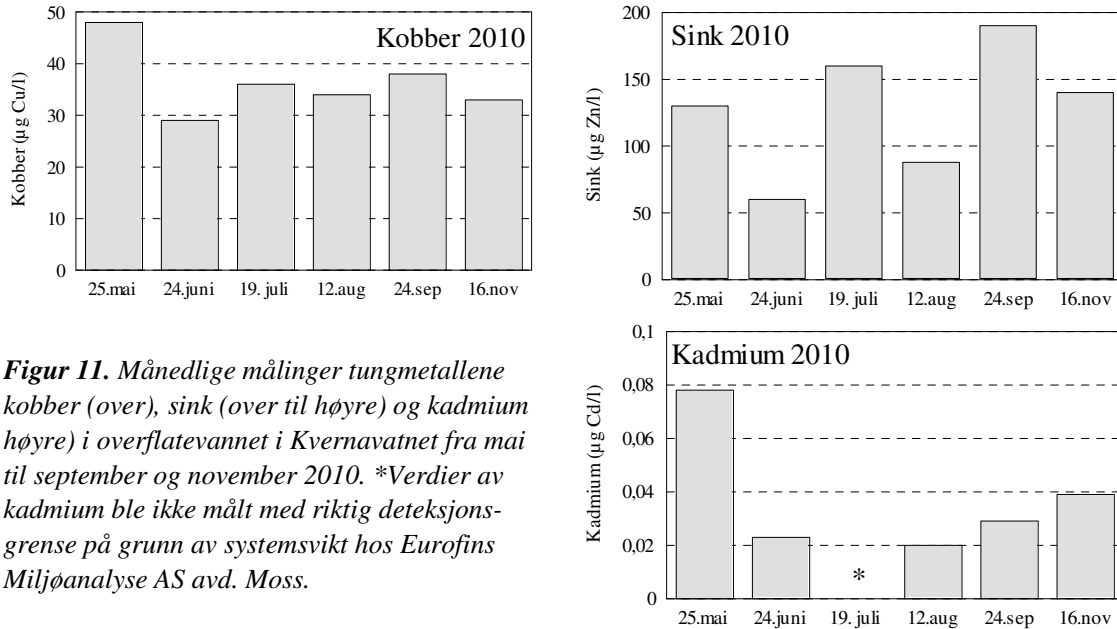 Kobber 2010
Kobber (µg Cu/l)
50
40
30
20
10
0
25.mai 24.juni 19. juli 12.aug 24.sep 16.nov
Sink 2010
Sink (µg Zn/l)
200
150
100
50
0
25.mai 24.juni 19. juli 12.aug 24.sep 16.nov
Figur 11. Månedlige målinger tungmetallene
kobber (over), sink (over til høyre) og kadmium
høyre) i overflatevannet i Kvernavatnet fra mai
til september og november 2010. *Verdier av
kadmium ble ikke målt med riktig deteksjons-
grense på grunn av systemsvikt hos Eurofins
Miljøanalyse AS avd. Moss.
Kadmium 2010
Kadmium (µg Cd/l)
0,1
0,08
0,06
0,04
0,02
0
*
25.mai 24.juni 19. juli 12.aug 24.sep 16.nov